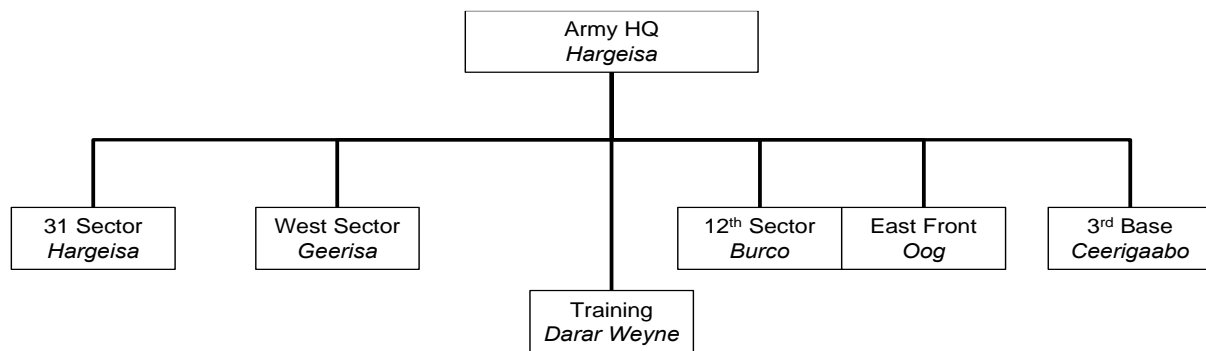 Army HQ
Hargeisa
31 Sector
Hargeisa
West Sector
Geerisa
12th Sector
Burco
East Front
Oog
3rd Base
Ceerigaabo
Training
Darar Weyne